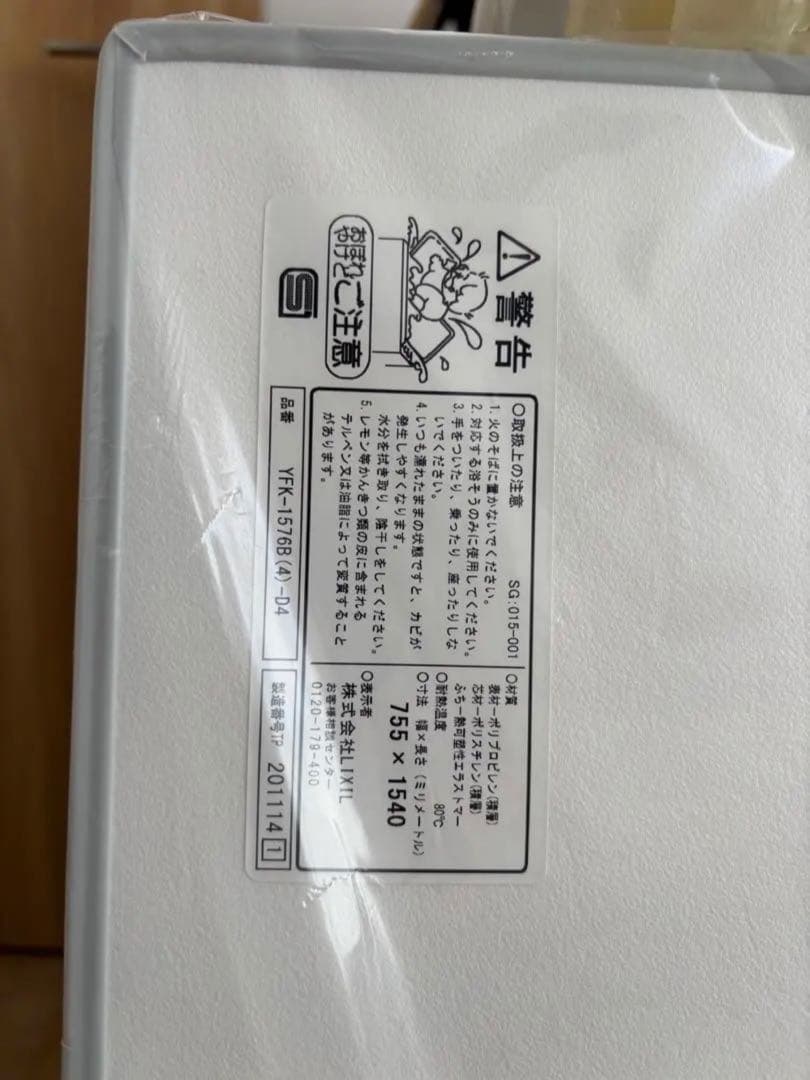 警告
おぼれ
やけど
ご注意
○取扱上の注意 SG:015-001
1. 火のそばに置かないでください。
2. 対応する浴そうのみに使用してください。
3. 手をついたり、乗ったり、座ったりしな
いでください。
4. いつも濡れたままの状態ですと、カビが
発生しやすくなります。
水分を拭き取り、陰干しをしてください。
5. レモン等かんきつ類の皮に含まれる
テルペン又は油脂によって変質すること
があります。
○材質
表材ーポリプロピレン(積層)
芯材ーポリスチレン(積層)
ふちー熱可塑性エラストマー
○耐熱温度 80℃
○寸法 幅×長さ(ミリメートル)
755 × 1540
○表示者
株式会社LIXIL
お客様相談センター
0120-179-400
品番 YFK-1576B(4)-D4
製造番号TP 201114 1